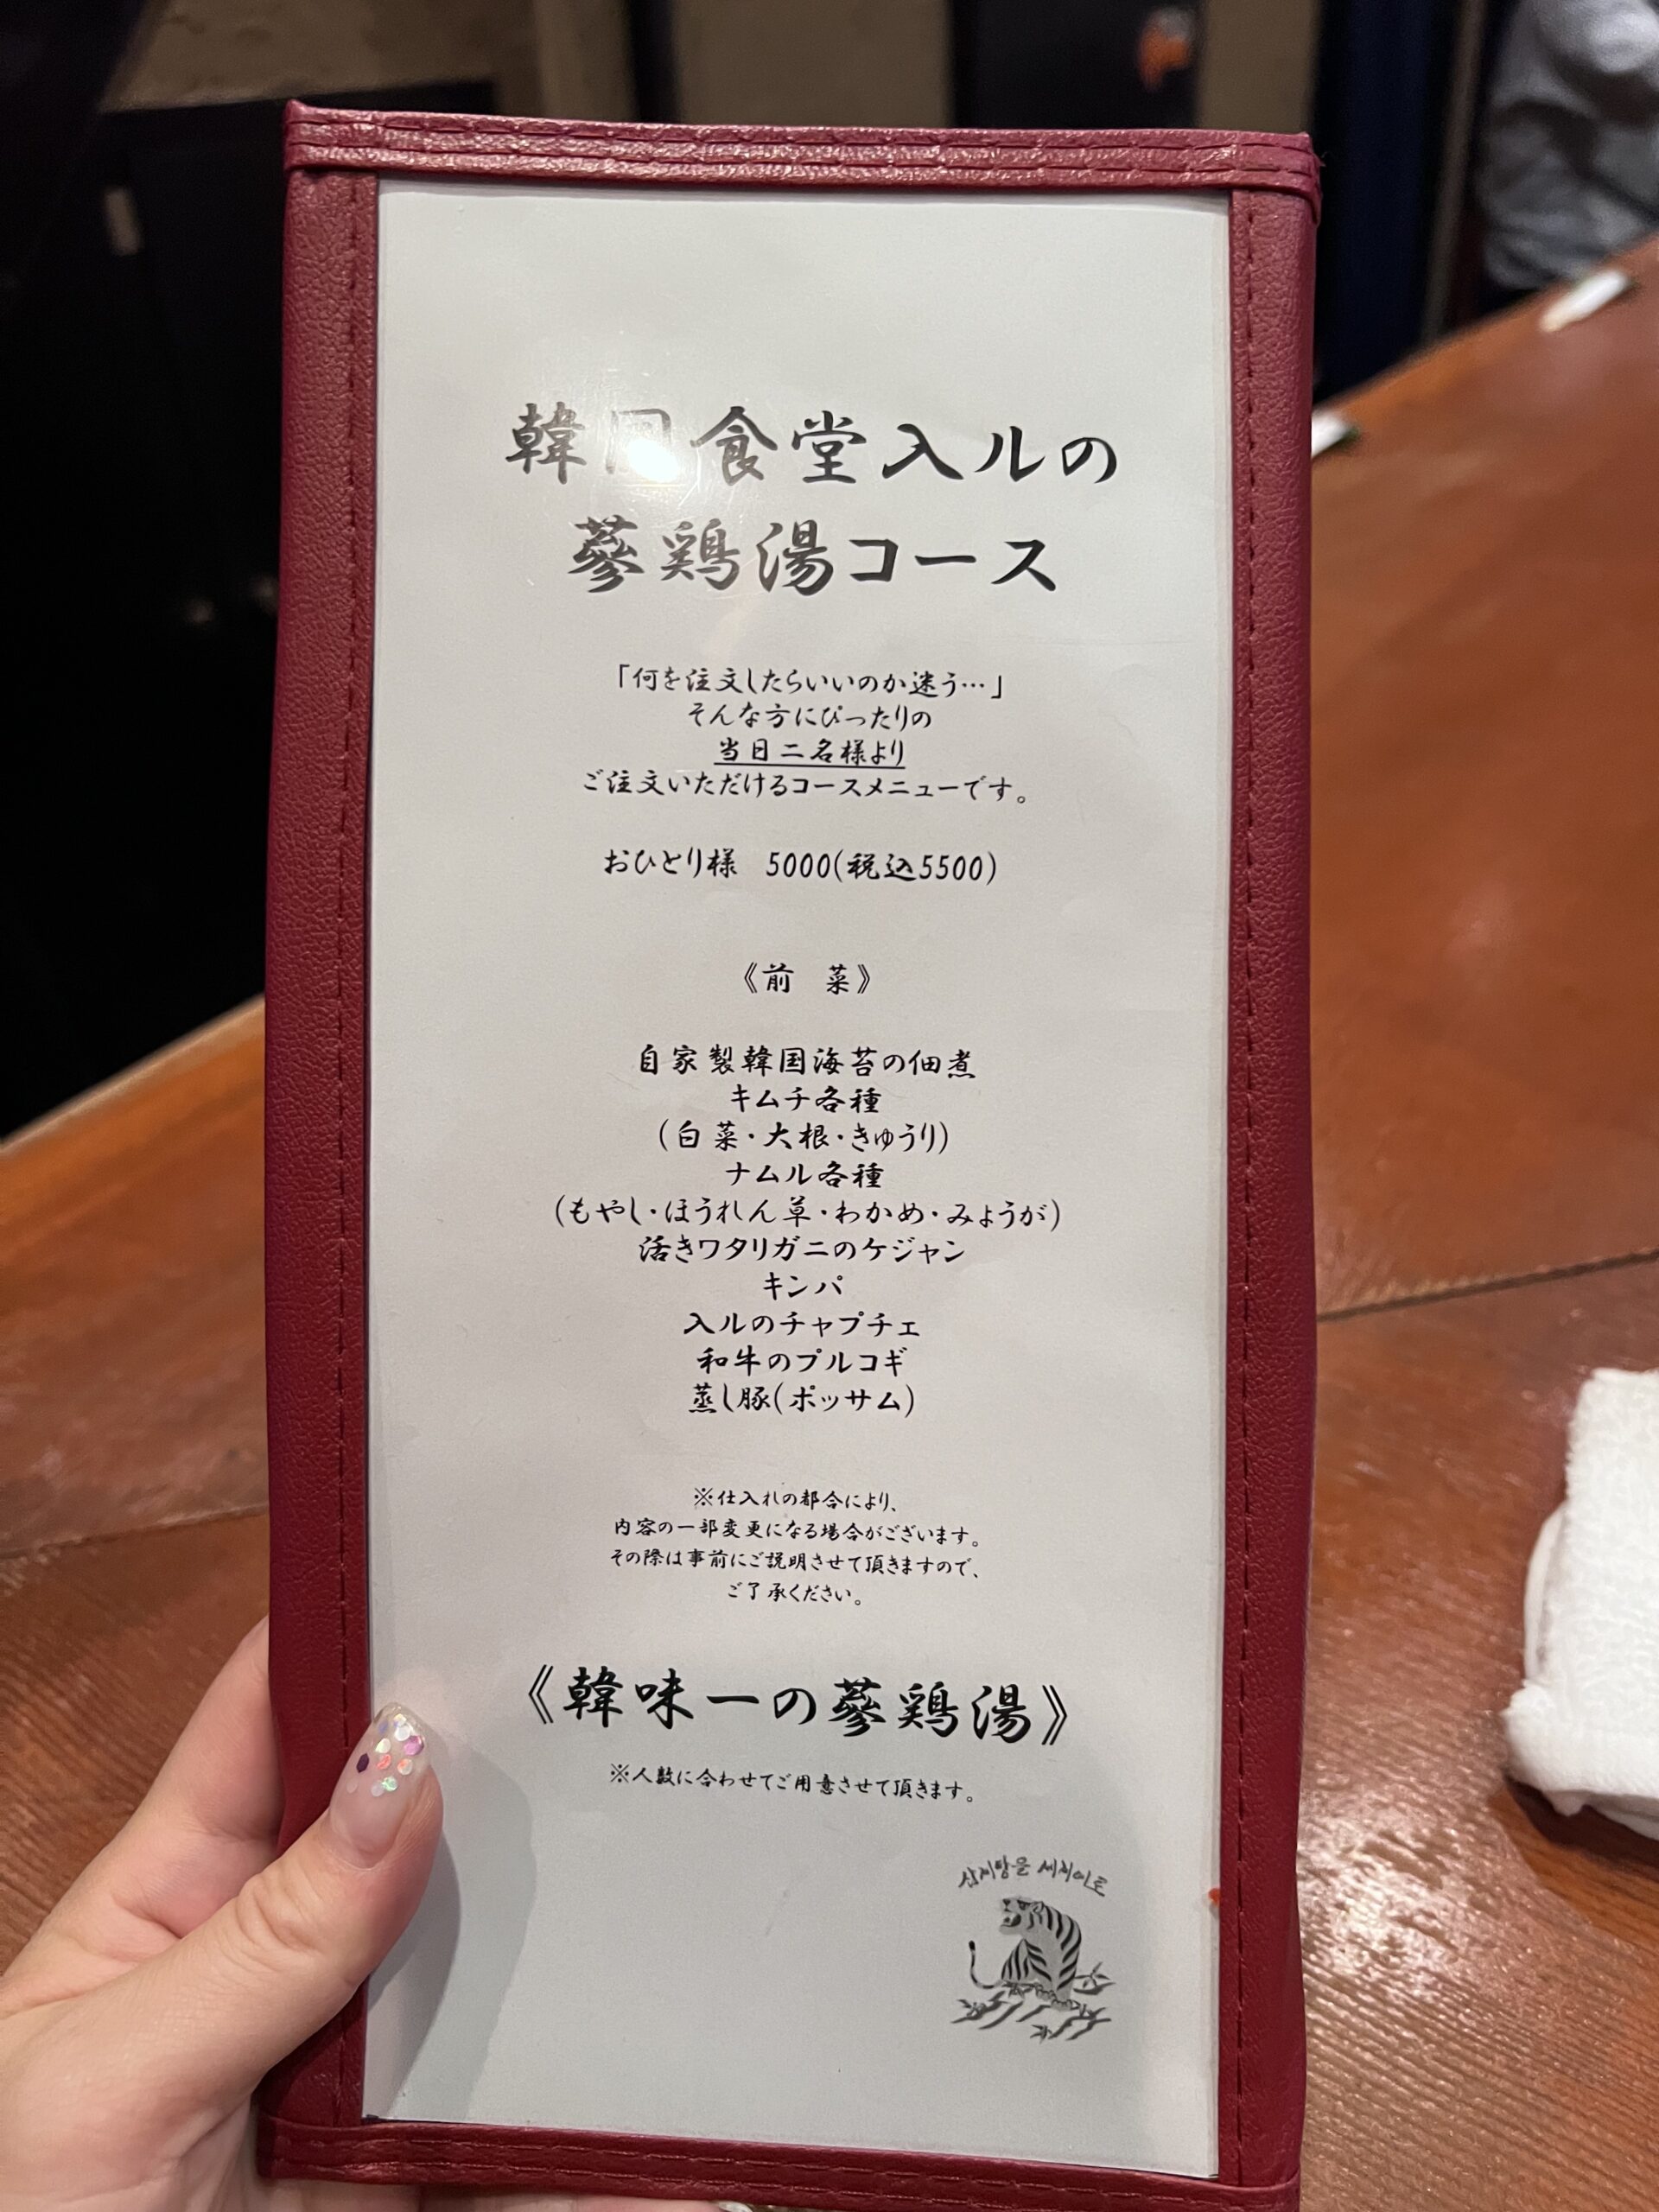 韓国食堂入ルの
蔘鶏湯コース
「何を注文したらいいのか迷う…」
そんな方にぴったりの
当日二名様より
ご注文いただけるコースメニューです。
おひとり様 5000(税込5500)
《前 菜》
自家製韓国海苔の佃煮
キムチ各種
(白菜・大根・きゅうり)
ナムル各種
(もやし・ほうれん草・わかめ・みょうが)
活きワタリガニのケジャン
キンパ
入ルのチャプチェ
和牛のプルコギ
蒸し豚(ポッサム)
※仕入れの都合により、
内容の一部変更になる場合がございます。
その際は事前にご説明させて頂きますので、
ご了承ください。
《韓味一の蔘鶏湯》
※人数に合わせてご用意させて頂きます。
삼계탕을 세계이로